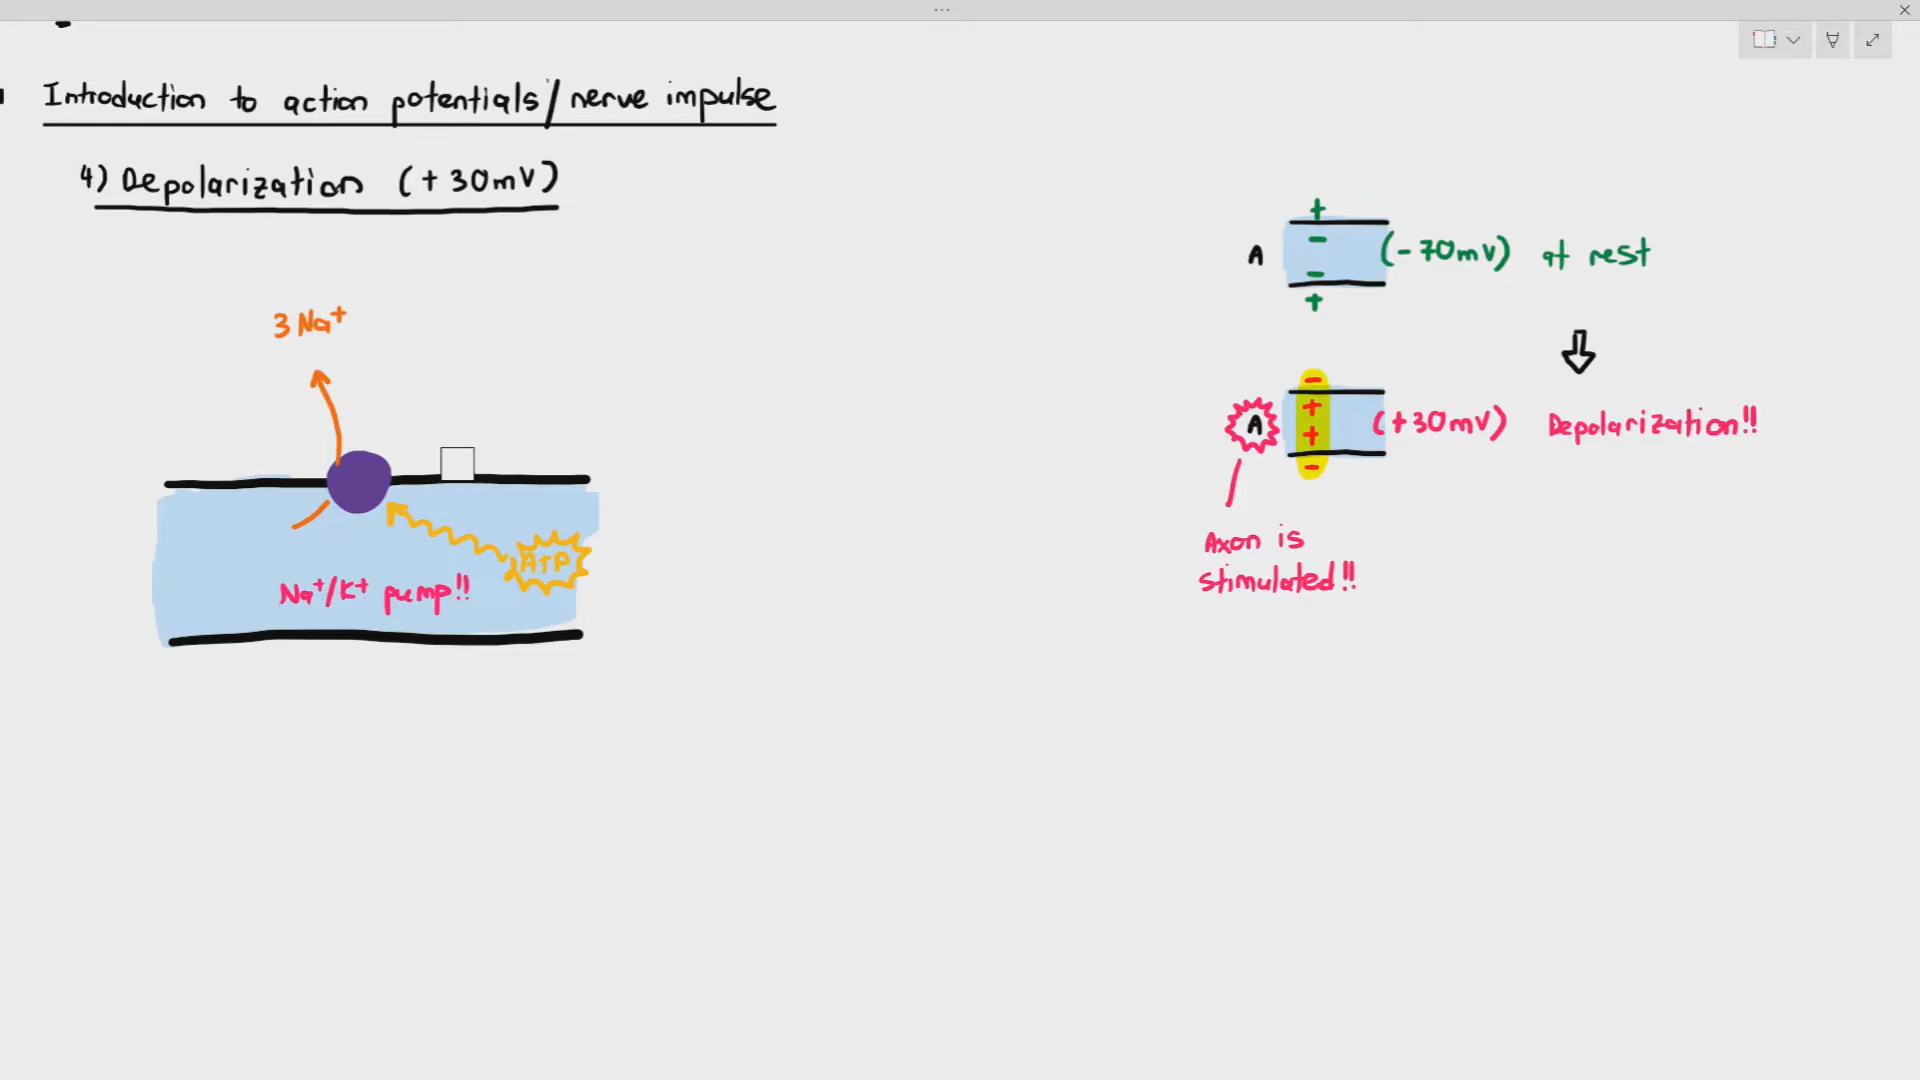 Introduction to action potentials/nerve impulse
4) Depolarization (+30mV)
3 Na⁺
ATP
Na⁺/K⁺ pump!!
+
-
A (-70mV) at rest
-
+
-
+
A (+30mV) Depolarization!!
+
-
Axon is
stimulated!!